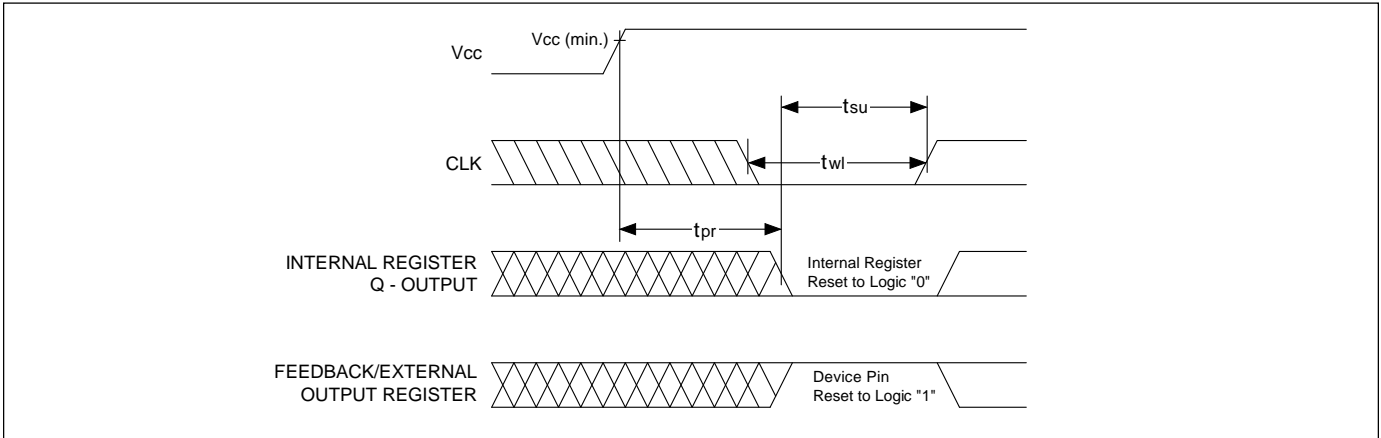 Vcc
Vcc (min.)
tsu
CLK
twl
tpr
INTERNAL REGISTER
Q - OUTPUT
Internal Register
Reset to Logic "0"
FEEDBACK/EXTERNAL
OUTPUT REGISTER
Device Pin
Reset to Logic "1"